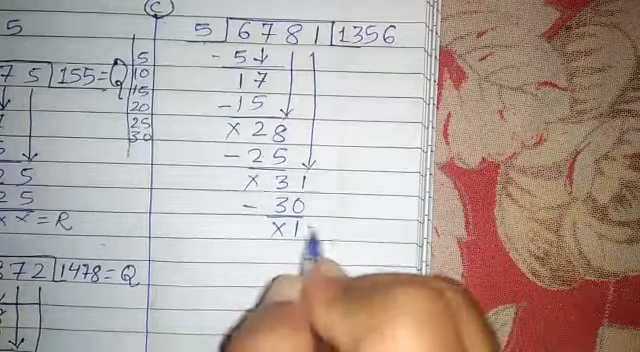 5
75 | 155 = Q
25
25
x x = R
872 | 1478 = Q
C
5
10
15
20
25
30
5 | 6781 | 1356
- 5
17
- 15
x 28
- 25
x 31
- 30
x 1